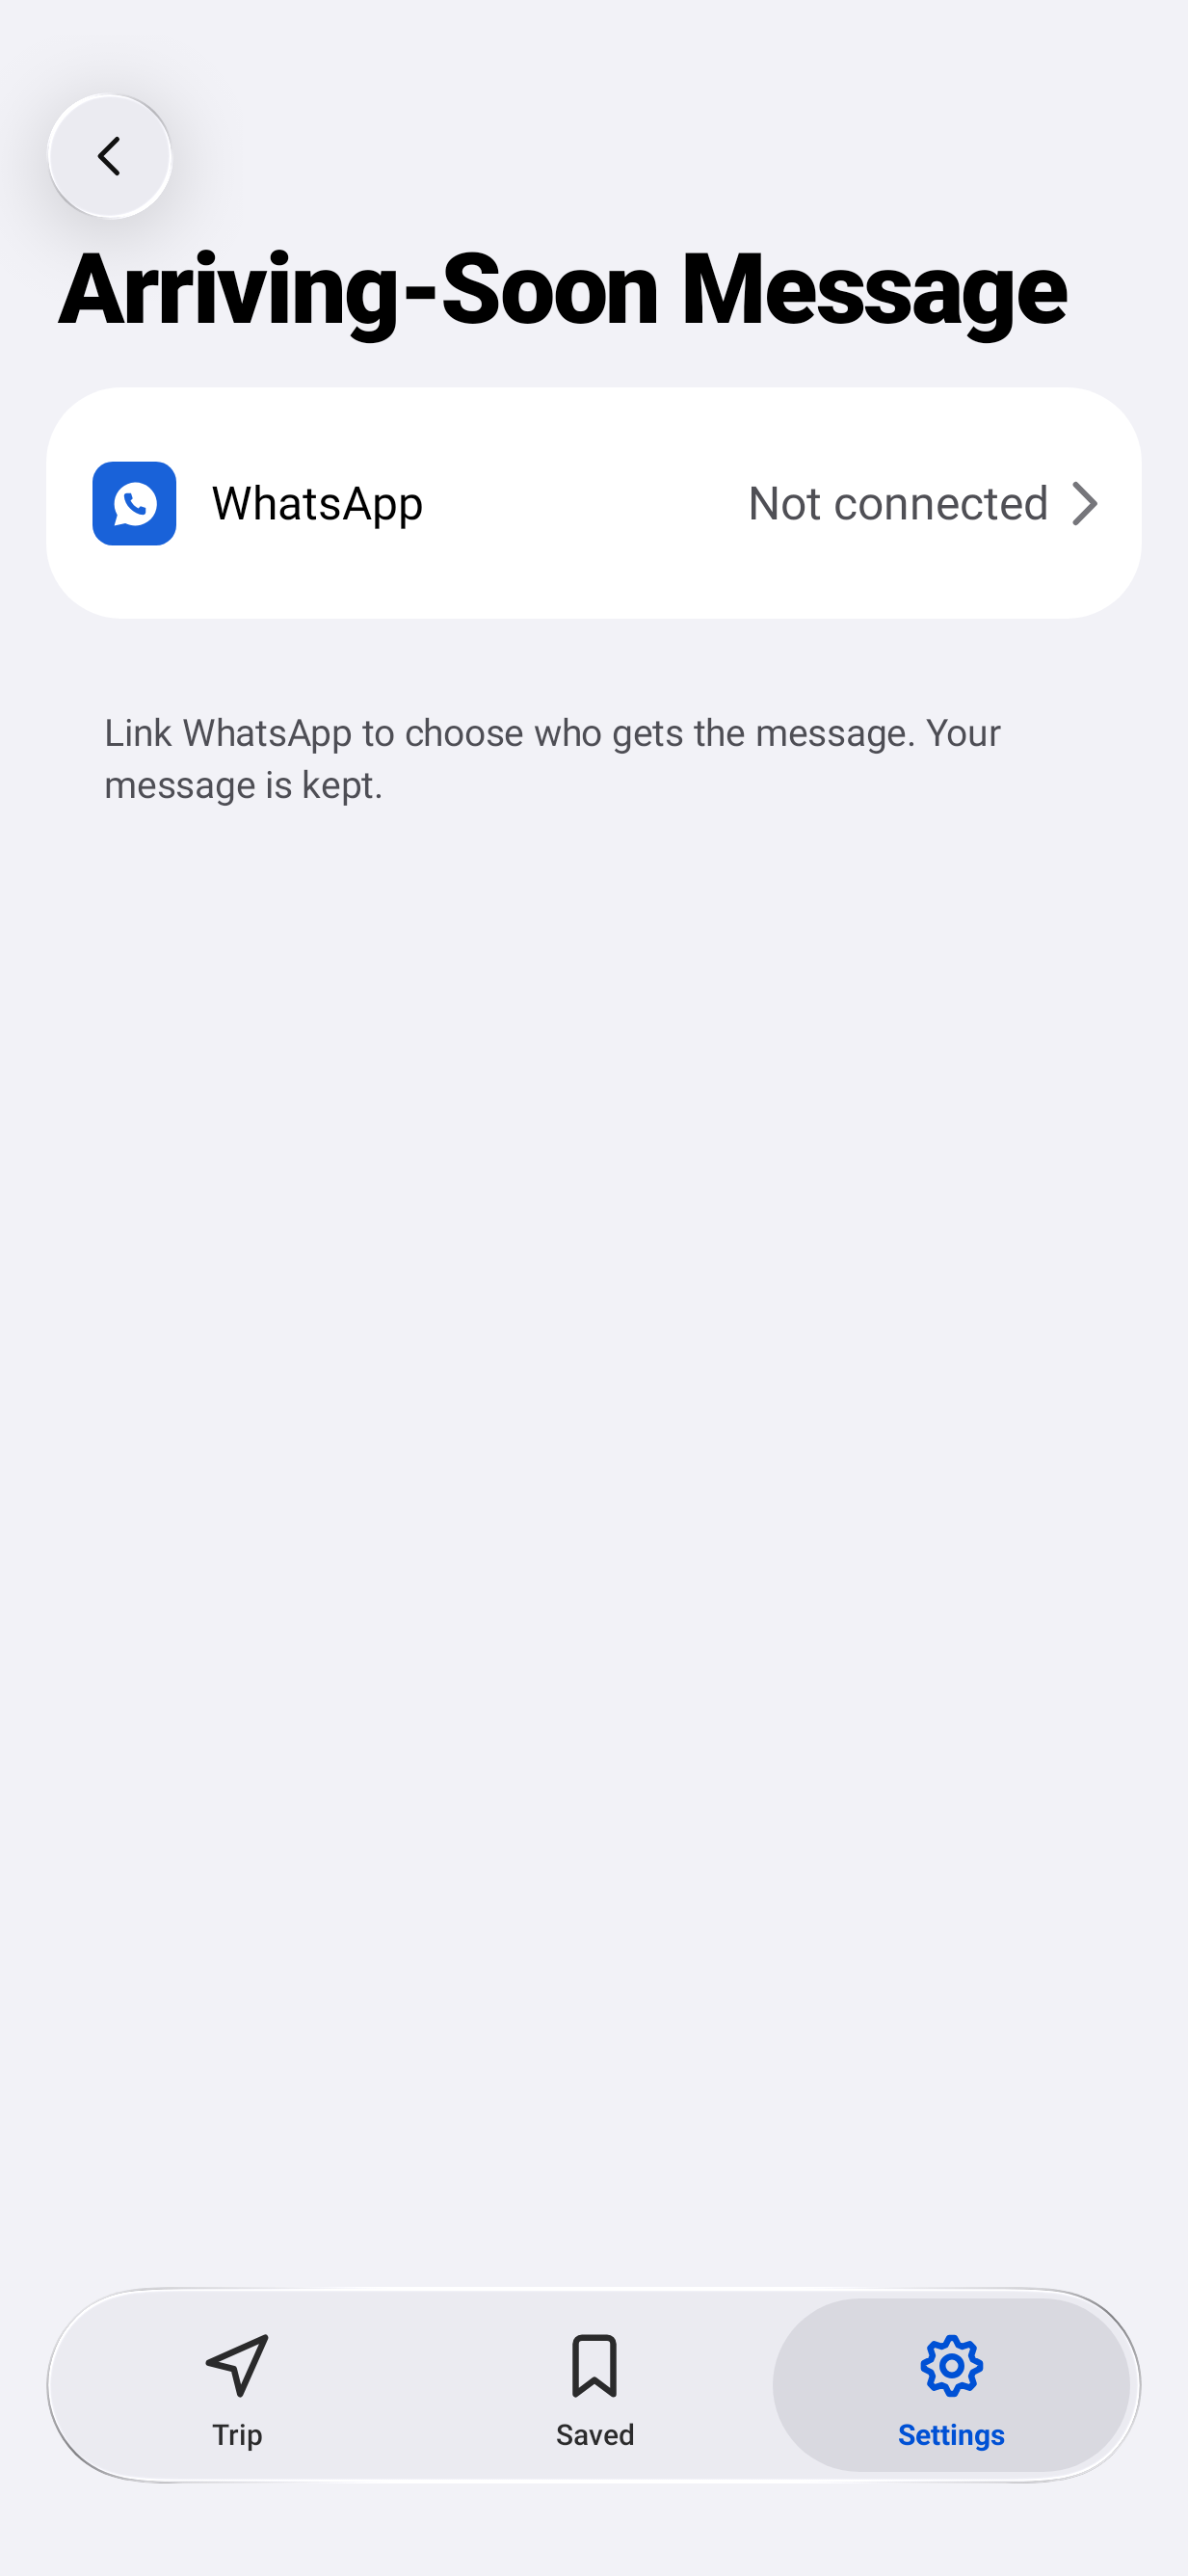 Arriving-Soon Message
WhatsApp Not connected
Link WhatsApp to choose who gets the message. Your
message is kept.
Trip Saved Settings